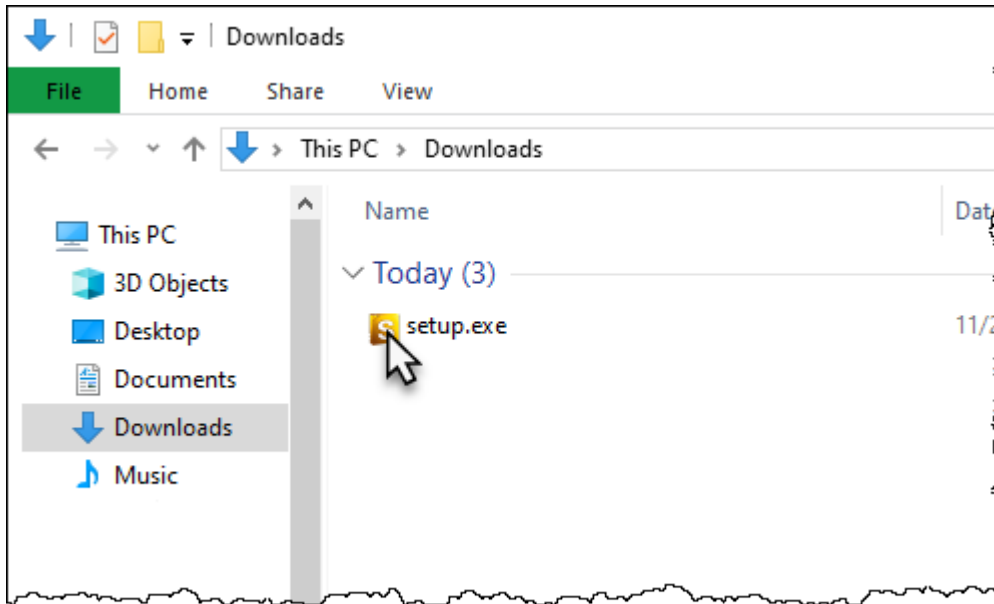 Downloads
File Home Share View
This PC > Downloads
Name
This PC
Today (3)
3D Objects
setup.exe
Desktop
Documents
Downloads
Music